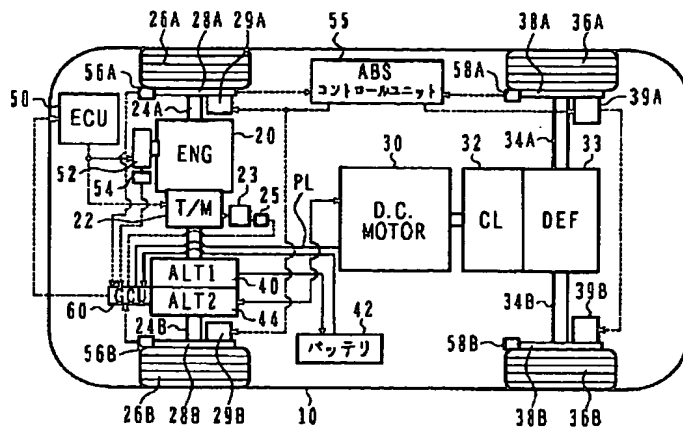 26A 28A 29A
55
38A 36A
56A
ABS
コントロールユニット
58A
50
24A
39A
ECU
20
34A
ENG
30
32
33
52
23
54
25
PL
22
T/M
D.C.
MOTOR
CL
DEF
ALT1
40
34B
39B
GCU
ALT2
60
44
42
24B
バッテリ
56B
58B
26B
28B
29B
10
38B
36B